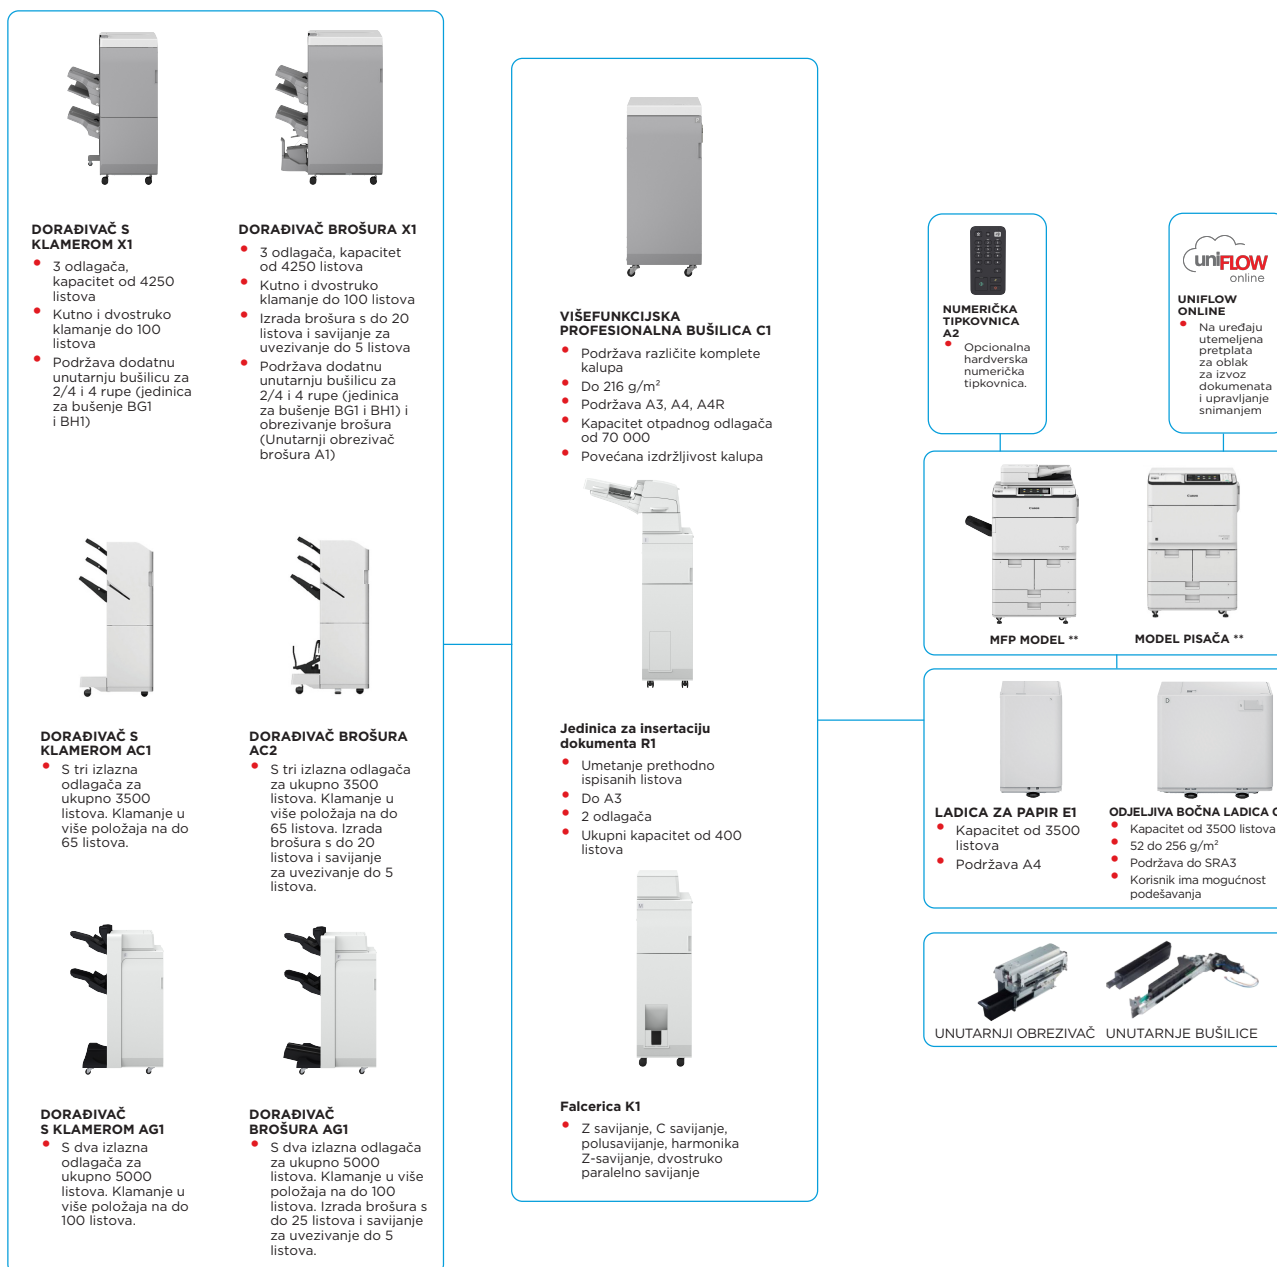 DORAĐIVAČ S
KLAMEROM X1
3 odlagača,
kapacitet od 4250
listova
Kutno i dvostruko
klamanje do 100
listova
Podržava dodatnu
unutarnju bušilicu za
2/4 i 4 rupe (jedinica
za bušenje BG1
i BH1)
DORAĐIVAČ BROŠURA X1
3 odlagača, kapacitet
od 4250 listova
Kutno i dvostruko
klamanje do 100 listova
Izrada brošura s do 20
listova i savijanje za
uvezivanje do 5 listova
Podržava dodatnu
unutarnju bušilicu za
2/4 i 4 rupe (jedinica
za bušenje BG1 i BH1) i
obrezivanje brošura
(Unutarnji obrezivač
brošura A1)
DORAĐIVAČ S
KLAMEROM AC1
S tri izlazna
odlagača za
ukupno 3500
listova. Klamanje u
više položaja na do
65 listova.
DORAĐIVAČ BROŠURA
AC2
S tri izlazna odlagača
za ukupno 3500
listova. Klamanje u
više položaja na do
65 listova. Izrada
brošura s do 20
listova i savijanje
za uvezivanje do 5
listova.
DORAĐIVAČ
S KLAMEROM AG1
S dva izlazna
odlagača za
ukupno 5000
listova. Klamanje u
više položaja na do
100 listova.
DORAĐIVAČ
BROŠURA AG1
S dva izlazna odlagača
za ukupno 5000
listova. Klamanje u više
položaja na do 100
listova. Izrada brošura s
do 25 listova i savijanje
za uvezivanje do 5
listova.
VIŠEFUNKCIJSKA
PROFESIONALNA BUŠILICA C1
Podržava različite komplete
kalupa
Do 216 g/m²
Podržava A3, A4, A4R
Kapacitet otpadnog odlagača
od 70 000
Povećana izdržljivost kalupa
Jedinica za insertaciju
dokumenta R1
Umetanje prethodno
ispisanih listova
Do A3
2 odlagača
Ukupni kapacitet od 400
listova
Falcerica K1
Z savijanje, C savijanje,
polusavijanje, harmonika
Z-savijanje, dvostruko
paralelno savijanje
NUMERIČKA
TIPKOVNICA
A2
Opcionalna
hardverska
numerička
tipkovnica.
uniFLOW
online
UNIFLOW
ONLINE
Na uređaju
utemeljena
pretplata
za oblak
za izvoz
dokumenata
i upravljanje
snimanjem
Canon
Canon
MFP MODEL **
MODEL PISAČA **
D
LADICA ZA PAPIR E1
Kapacitet od 3500
listova
Podržava A4
ODJELJIVA BOČNA LADICA
Kapacitet od 3500 listova
52 do 256 g/m²
Podržava do SRA3
Korisnik ima mogućnost
podešavanja
UNUTARNJI OBREZIVAČ
UNUTARNJE BUŠILICE